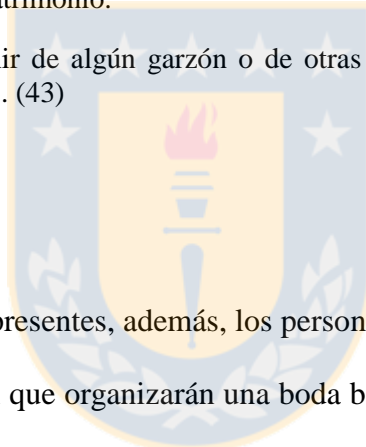 atrimonio.
ir de algún garzón o de otras
. (43)
presentes, además, los person
que organizarán una boda b